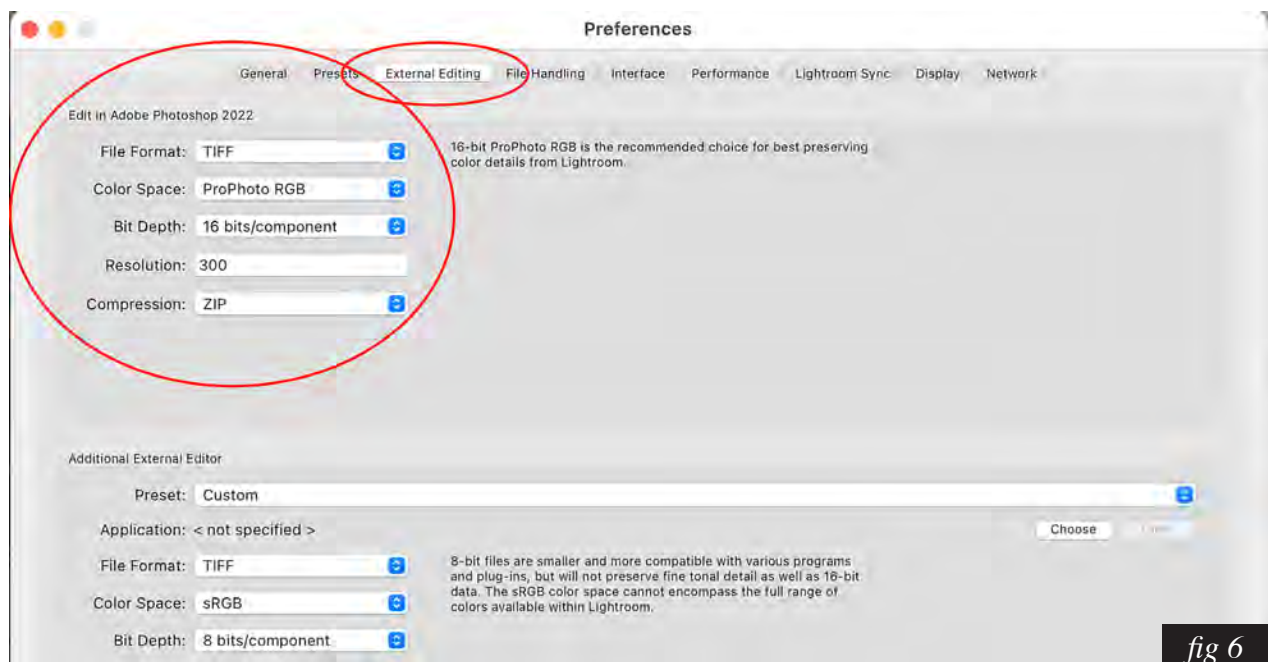 Preferences
General Presets External Editing File Handling Interface Performance Lightroom Sync Display Network
Edit in Adobe Photoshop 2022
File Format: TIFF
16-bit ProPhoto RGB is the recommended choice for best preserving
color details from Lightroom.
Color Space: ProPhoto RGB
Bit Depth: 16 bits/component
Resolution: 300
Compression: ZIP
Additional External Editor
Preset: Custom
Application: < not specified >
Choose
File Format: TIFF
8-bit files are smaller and more compatible with various programs
and plug-ins, but will not preserve fine tonal detail as well as 16-bit
data. The sRGB color space cannot encompass the full range of
colors available within Lightroom.
Color Space: sRGB
Bit Depth: 8 bits/component
fig 6